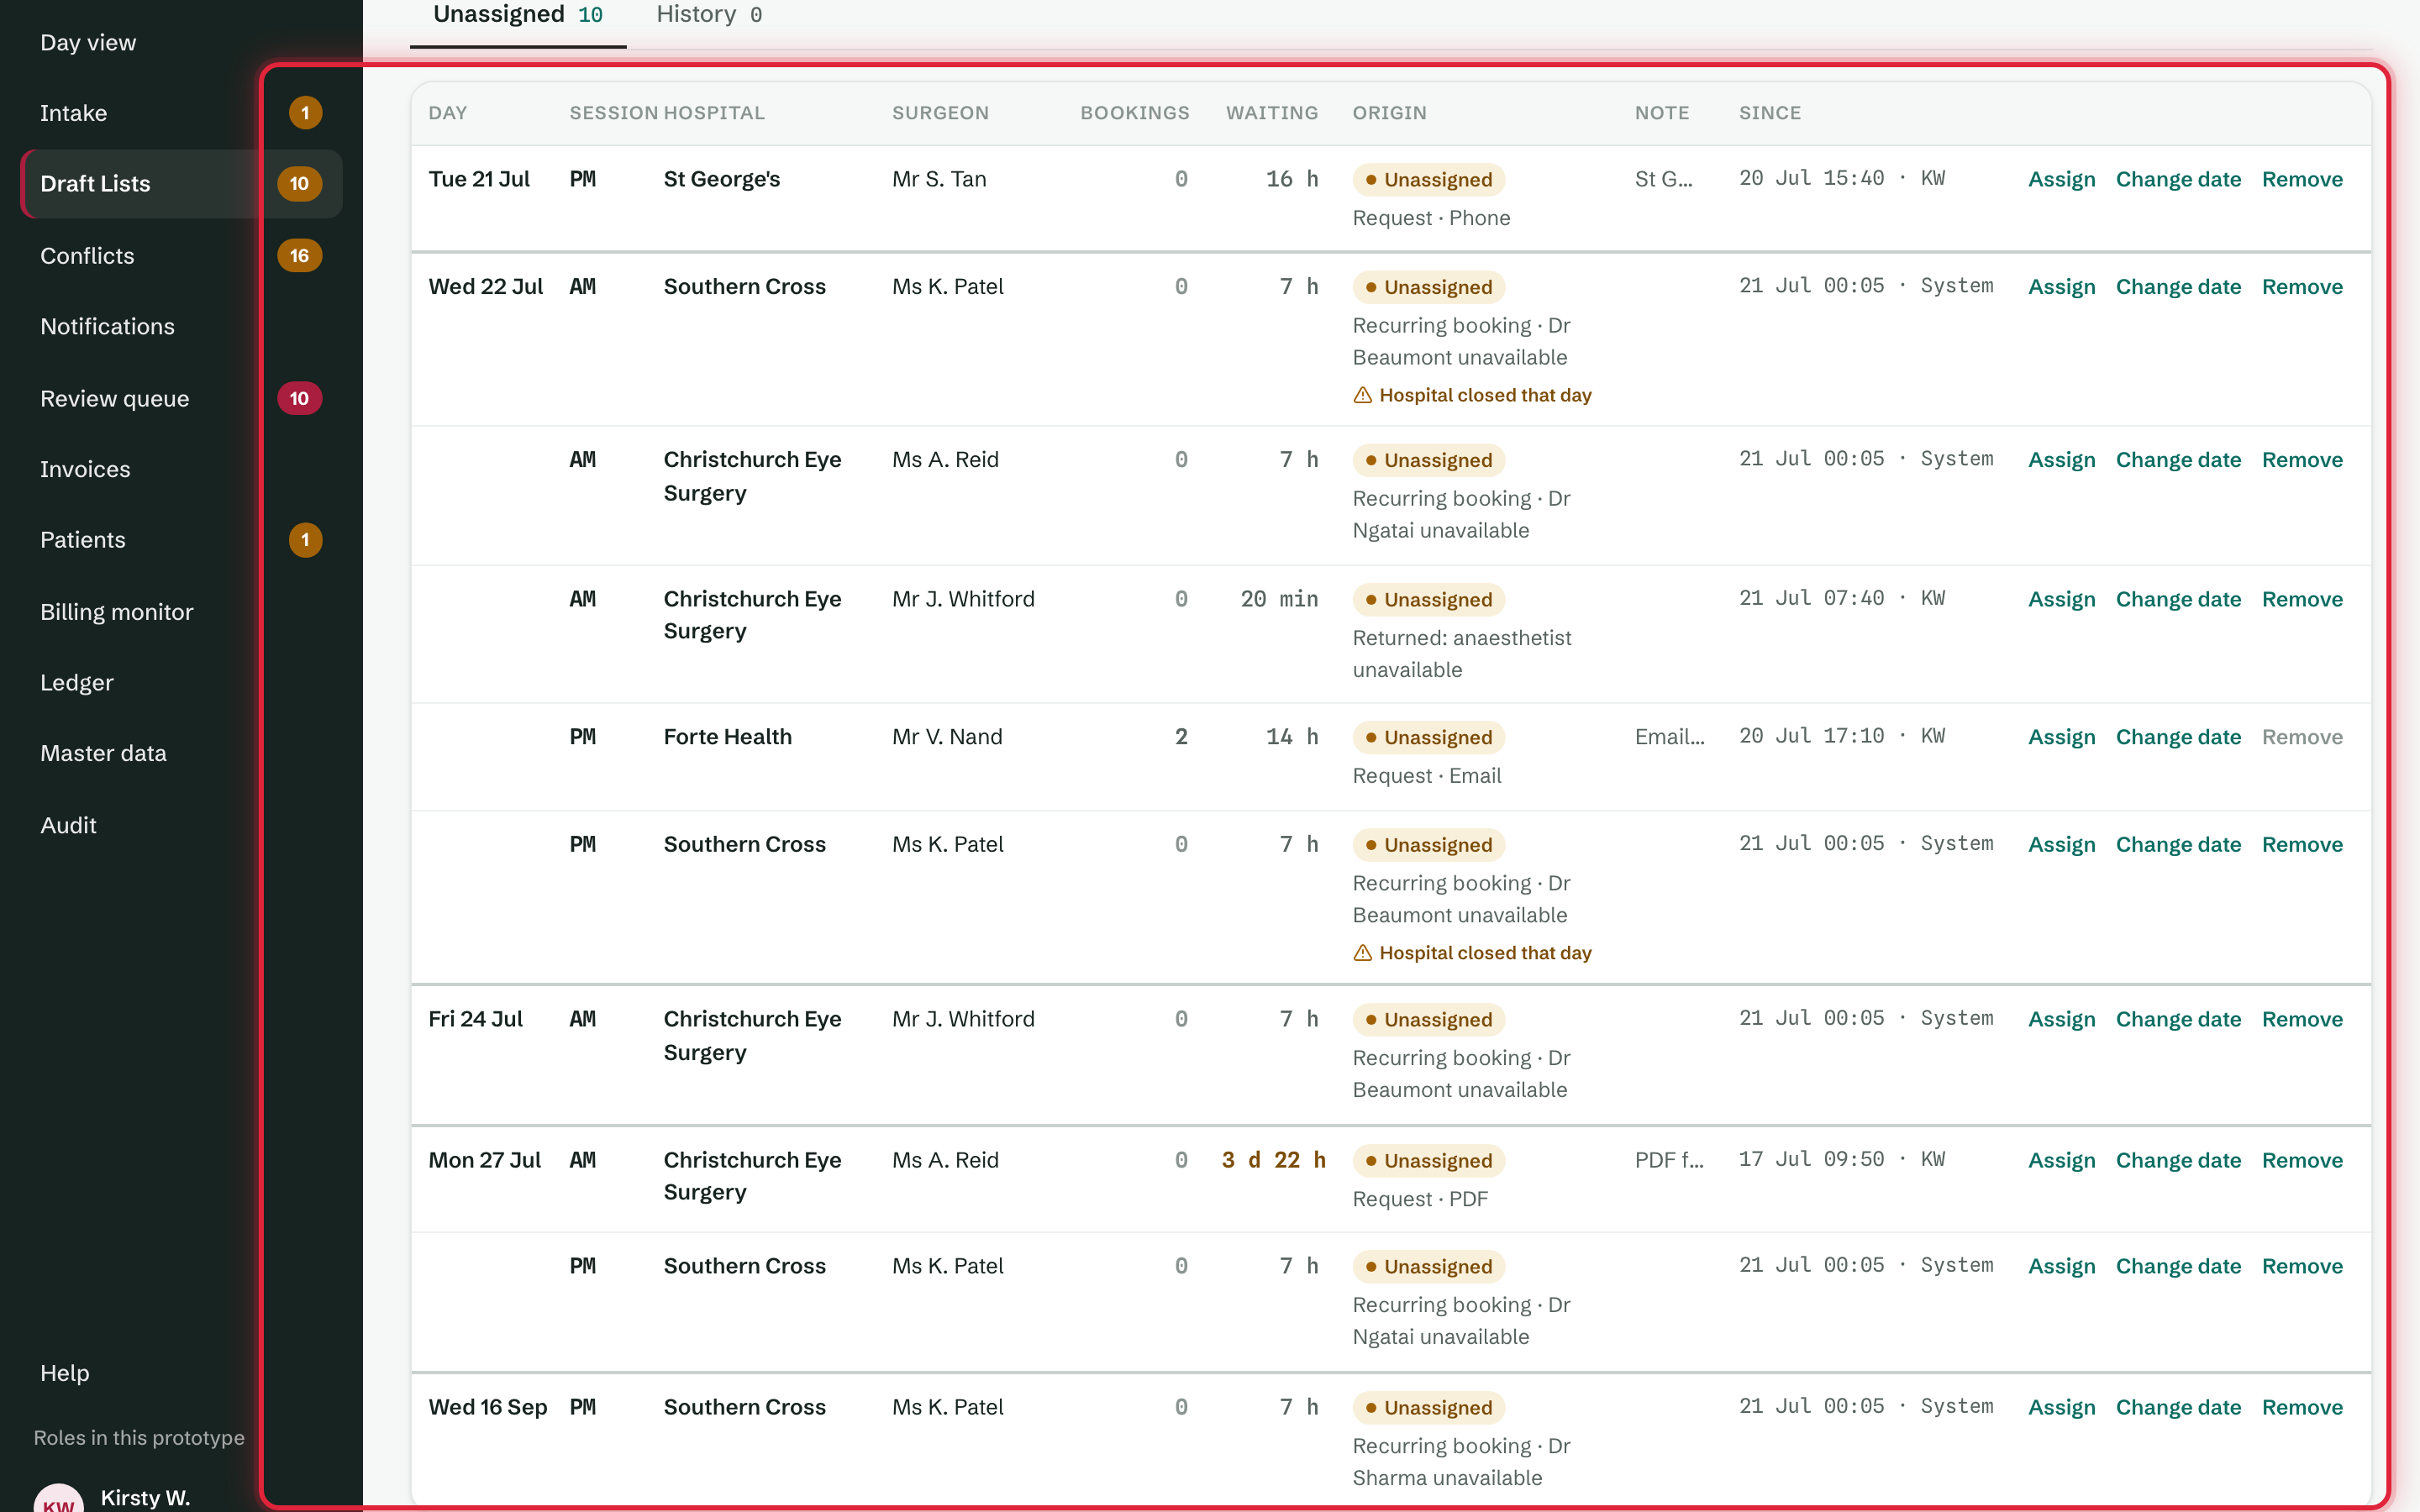 Day view
Intake 1
Draft Lists 10
Conflicts 16
Notifications
Review queue 10
Invoices
Patients 1
Billing monitor
Ledger
Master data
Audit
Help
Roles in this prototype
KW Kirsty W.
Unassigned 10 History 0
DAY SESSION HOSPITAL SURGEON BOOKINGS WAITING ORIGIN NOTE SINCE
Tue 21 Jul PM St George's Mr S. Tan 0 16 h Unassigned St G... 20 Jul 15:40 · KW Assign Change date Remove
Request · Phone
Wed 22 Jul AM Southern Cross Ms K. Patel 0 7 h Unassigned 21 Jul 00:05 · System Assign Change date Remove
Recurring booking · Dr
Beaumont unavailable
Hospital closed that day
AM Christchurch Eye Ms A. Reid 0 7 h Unassigned 21 Jul 00:05 · System Assign Change date Remove
Surgery Recurring booking · Dr
Ngatai unavailable
AM Christchurch Eye Mr J. Whitford 0 20 min Unassigned 21 Jul 07:40 · KW Assign Change date Remove
Surgery Returned: anaesthetist
unavailable
PM Forte Health Mr V. Nand 2 14 h Unassigned Email... 20 Jul 17:10 · KW Assign Change date Remove
Request · Email
PM Southern Cross Ms K. Patel 0 7 h Unassigned 21 Jul 00:05 · System Assign Change date Remove
Recurring booking · Dr
Beaumont unavailable
Hospital closed that day
Fri 24 Jul AM Christchurch Eye Mr J. Whitford 0 7 h Unassigned 21 Jul 00:05 · System Assign Change date Remove
Surgery Recurring booking · Dr
Beaumont unavailable
Mon 27 Jul AM Christchurch Eye Ms A. Reid 0 3 d 22 h Unassigned PDF f... 17 Jul 09:50 · KW Assign Change date Remove
Surgery Request · PDF
PM Southern Cross Ms K. Patel 0 7 h Unassigned 21 Jul 00:05 · System Assign Change date Remove
Recurring booking · Dr
Ngatai unavailable
Wed 16 Sep PM Southern Cross Ms K. Patel 0 7 h Unassigned 21 Jul 00:05 · System Assign Change date Remove
Recurring booking · Dr
Sharma unavailable